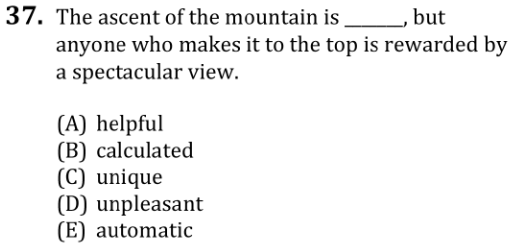 37. The ascent of the mountain is ______, but
anyone who makes it to the top is rewarded by
a spectacular view.
(A) helpful
(B) calculated
(C) unique
(D) unpleasant
(E) automatic